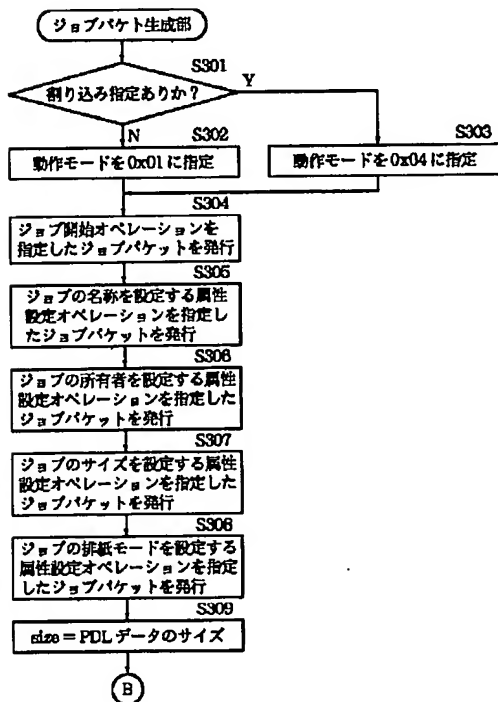 ジョブパケト生成部
S301
割り込み指定ありか?
Y
N
S302
動作モードを0x01に指定
S303
動作モードを0x04に指定
S304
ジョブ開始オペレーションを
指定したジョブパケットを発行
S305
ジョブの名称を設定する属性
設定オペレーションを指定し
たジョブパケットを発行
S306
ジョブの所有者を設定する属性
設定オペレーションを指定した
ジョブパケットを発行
S307
ジョブのサイズを設定する属性
設定オペレーションを指定した
ジョブパケットを発行
S308
ジョブの排紙モードを設定する
属性設定オペレーションを指定
したジョブパケットを発行
S309
size = PDLデータのサイズ
B